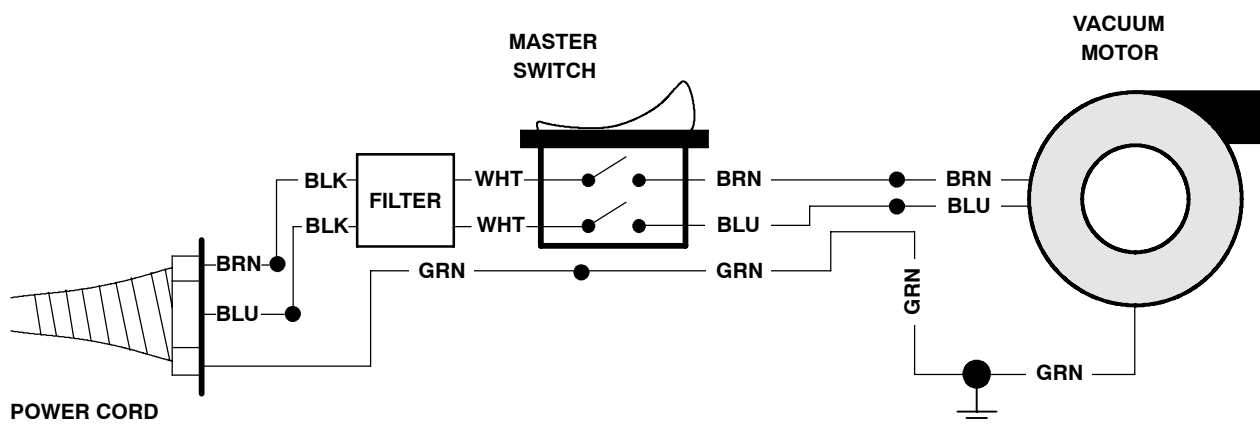 VACUUM
MOTOR
MASTER
SWITCH
BLK
FILTER
WHT
BRN
BRN
BLK
WHT
BLU
BLU
BRN
GRN
GRN
GRN
BLU
GRN
POWER CORD